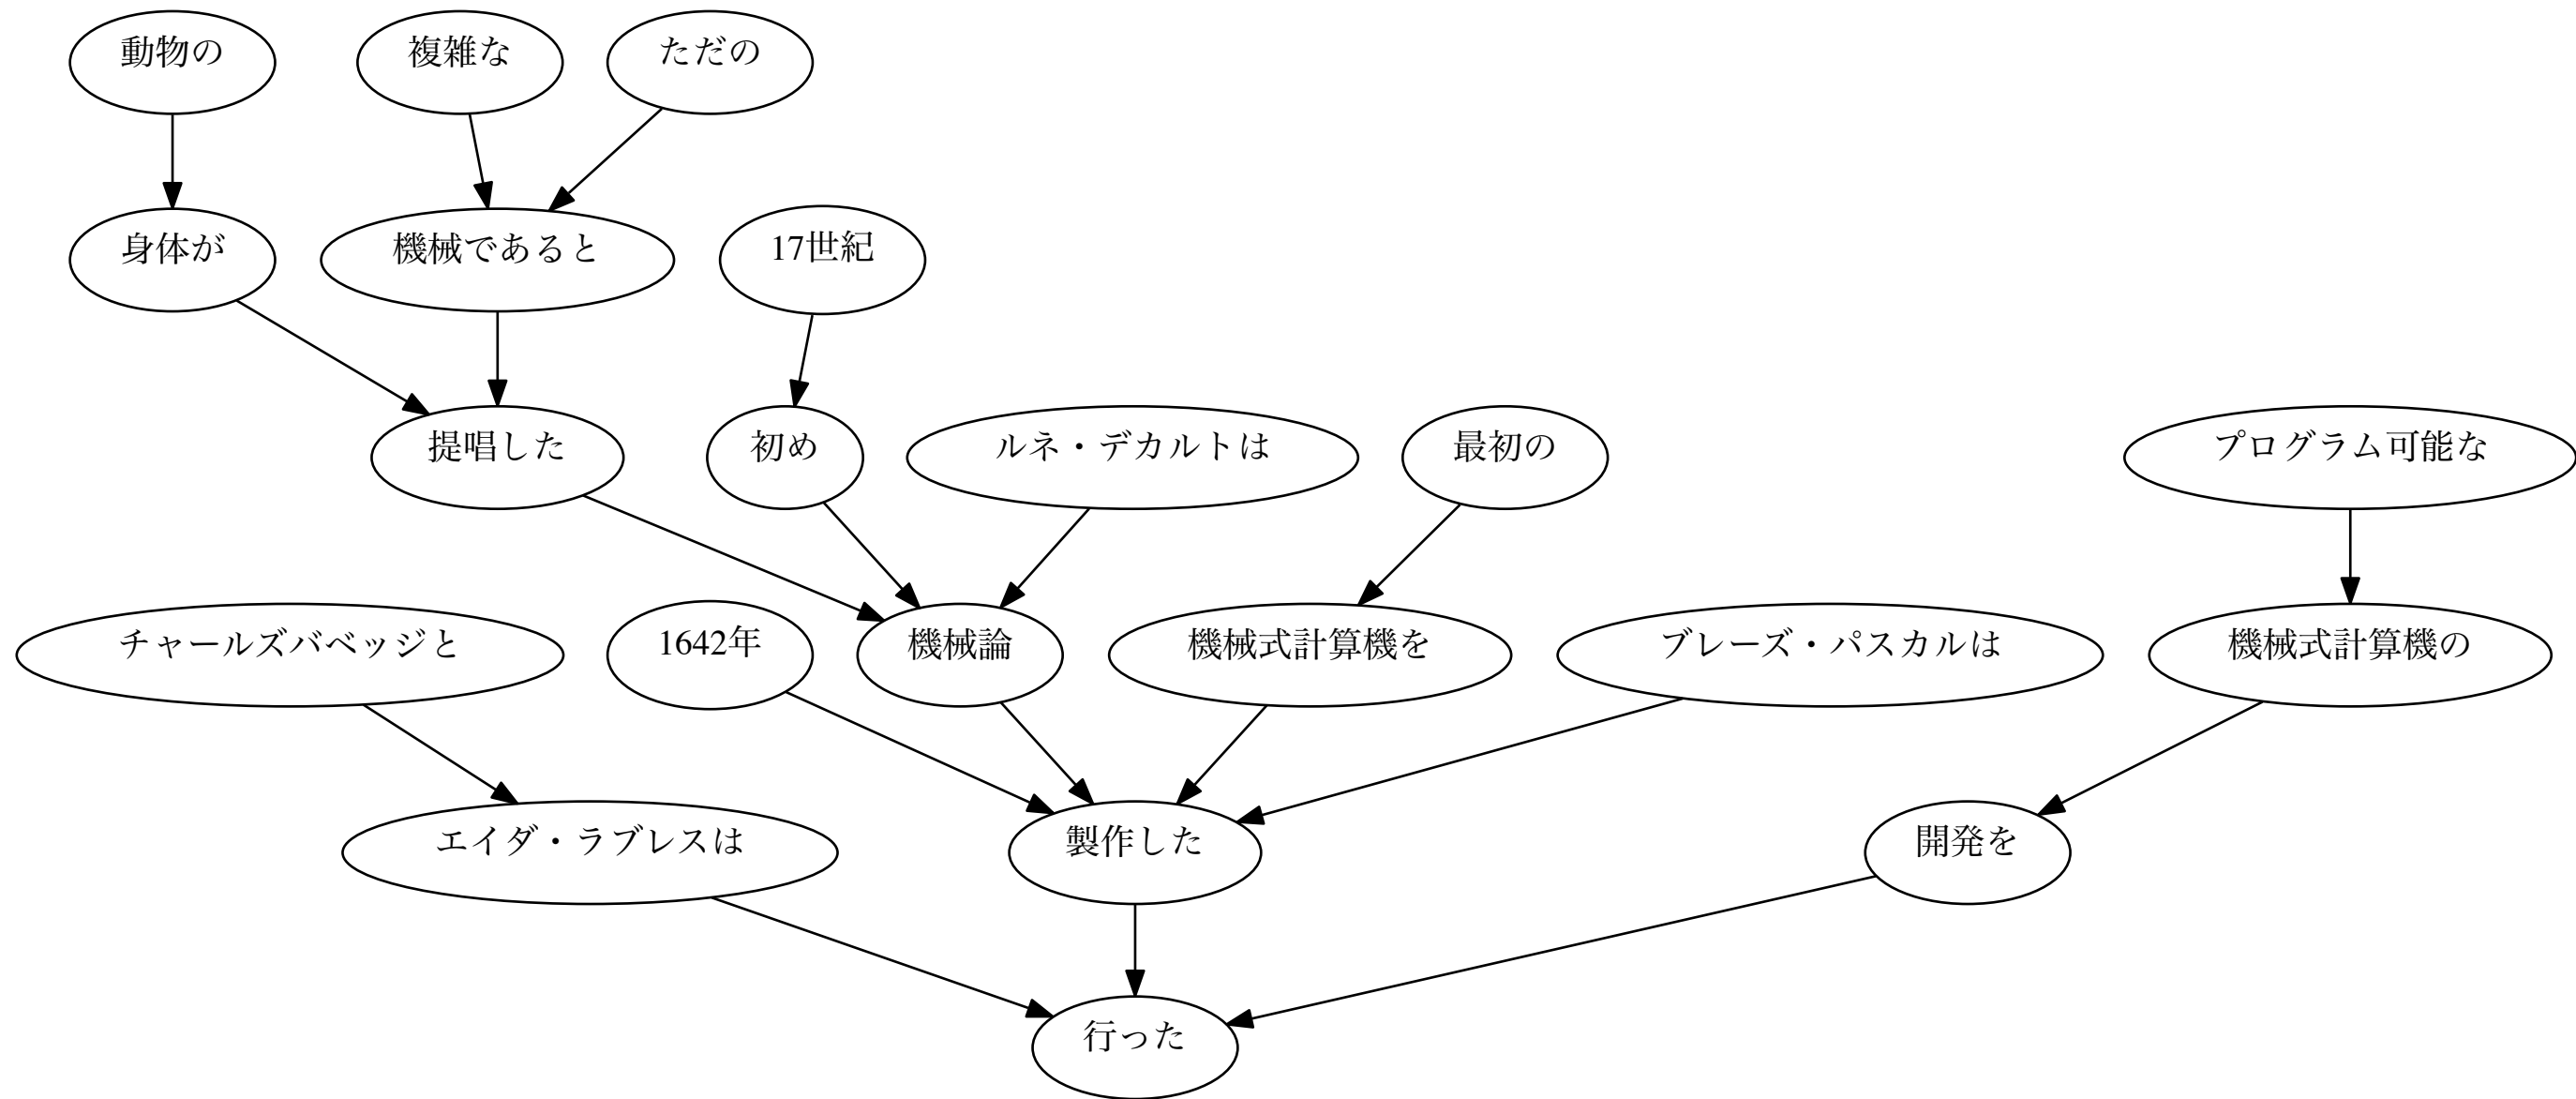 動物の
複雑な
ただの
身体が
機械であると
17世紀
提唱した
初め
ルネ・デカルトは
最初の
プログラム可能な
チャールズバベッジと
1642年
機械論
機械式計算機を
ブレーズ・パスカルは
機械式計算機の
エイダ・ラブレスは
製作した
開発を
行った